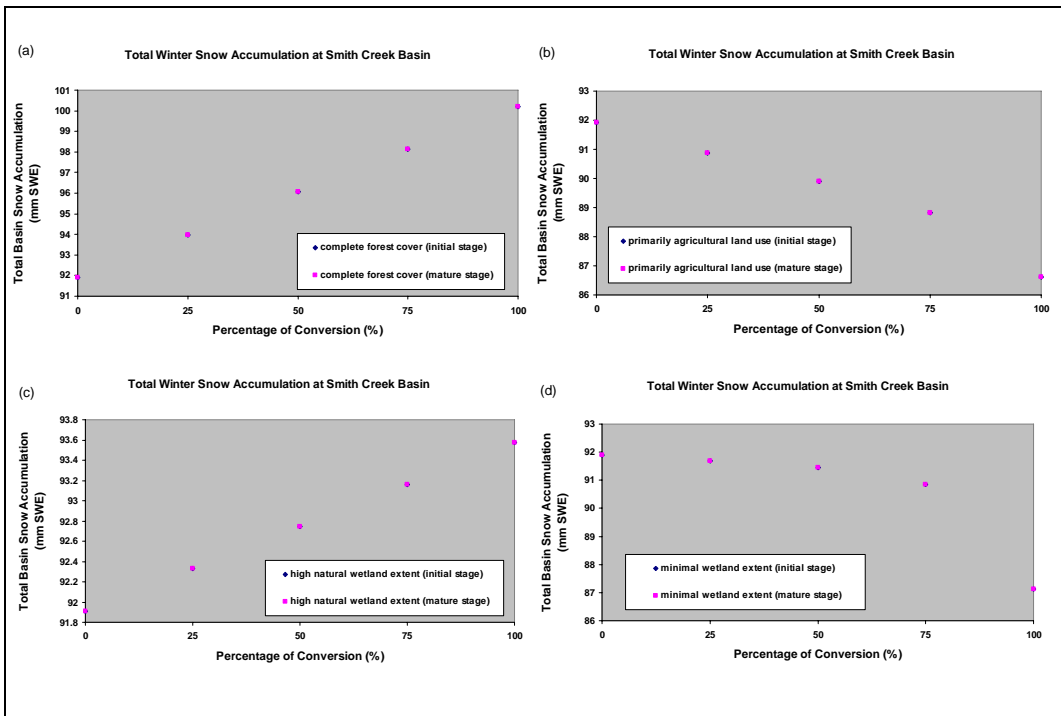 (a)
Total Winter Snow Accumulation at Smith Creek Basin
Total Basin Snow Accumulation
(mm SWE)
101
100
99
98
97
96
95
94
93
92
91
complete forest cover (initial stage)
complete forest cover (mature stage)
0
25
50
75
100
Percentage of Conversion (%)
(b)
Total Winter Snow Accumulation at Smith Creek Basin
Total Basin Snow Accumulation
(mm SWE)
93
92
91
90
89
88
87
86
primarily agricultural land use (initial stage)
primarily agricultural land use (mature stage)
0
25
50
75
100
Percentage of Conversion (%)
(c)
Total Winter Snow Accumulation at Smith Creek Basin
Total Basin Snow Accumulation
(mm SWE)
93.8
93.6
93.4
93.2
93
92.8
92.6
92.4
92.2
92
91.8
high natural wetland extent (initial stage)
high natural wetland extent (mature stage)
0
25
50
75
100
Percentage of Conversion (%)
(d)
Total Winter Snow Accumulation at Smith Creek Basin
Total Basin Snow Accumulation
(mm SWE)
93
92
91
90
89
88
87
86
minimal wetland extent (initial stage)
minimal wetland extent (mature stage)
0
25
50
75
100
Percentage of Conversion (%)